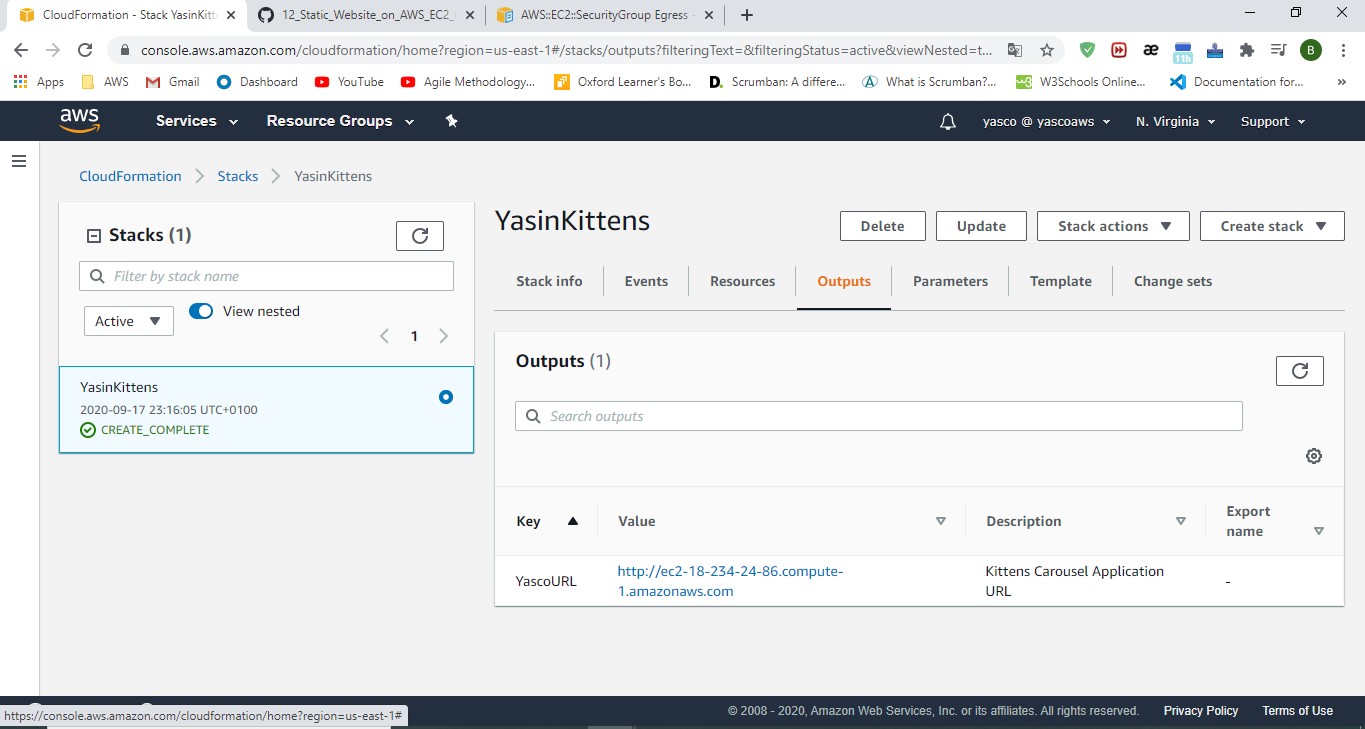 CloudFormation - Stack YasinKitt
12_Static_Website_on_AWS_EC2_
AWS::EC2::SecurityGroup Egress -
console.aws.amazon.com/cloudformation/home?region=us-east-1#/stacks/outputs?filteringText=&filteringStatus=active&viewNested=t...
11h
B
Apps
AWS
Gmail
Dashboard
YouTube
Agile Methodology...
Oxford Learner's Bo...
Scrumban: A differe...
What is Scrumban?...
W3Schools Online...
Documentation for...
aws
Services
Resource Groups
yasco @ yascoaws
N. Virginia
Support
CloudFormation
Stacks
YasinKittens
Stacks (1)
Filter by stack name
Active
View nested
1
YasinKittens
2020-09-17 23:16:05 UTC+0100
CREATE_COMPLETE
YasinKittens
Delete
Update
Stack actions
Create stack
Stack info
Events
Resources
Outputs
Parameters
Template
Change sets
Outputs (1)
Search outputs
Key
Value
Description
Export
name
YascoURL
http://ec2-18-234-24-86.compute-
1.amazonaws.com
Kittens Carousel Application
URL
-
https://console.aws.amazon.com/cloudformation/home?region=us-east-1#
© 2008 - 2020, Amazon Web Services, Inc. or its affiliates. All rights reserved.
Privacy Policy
Terms of Use